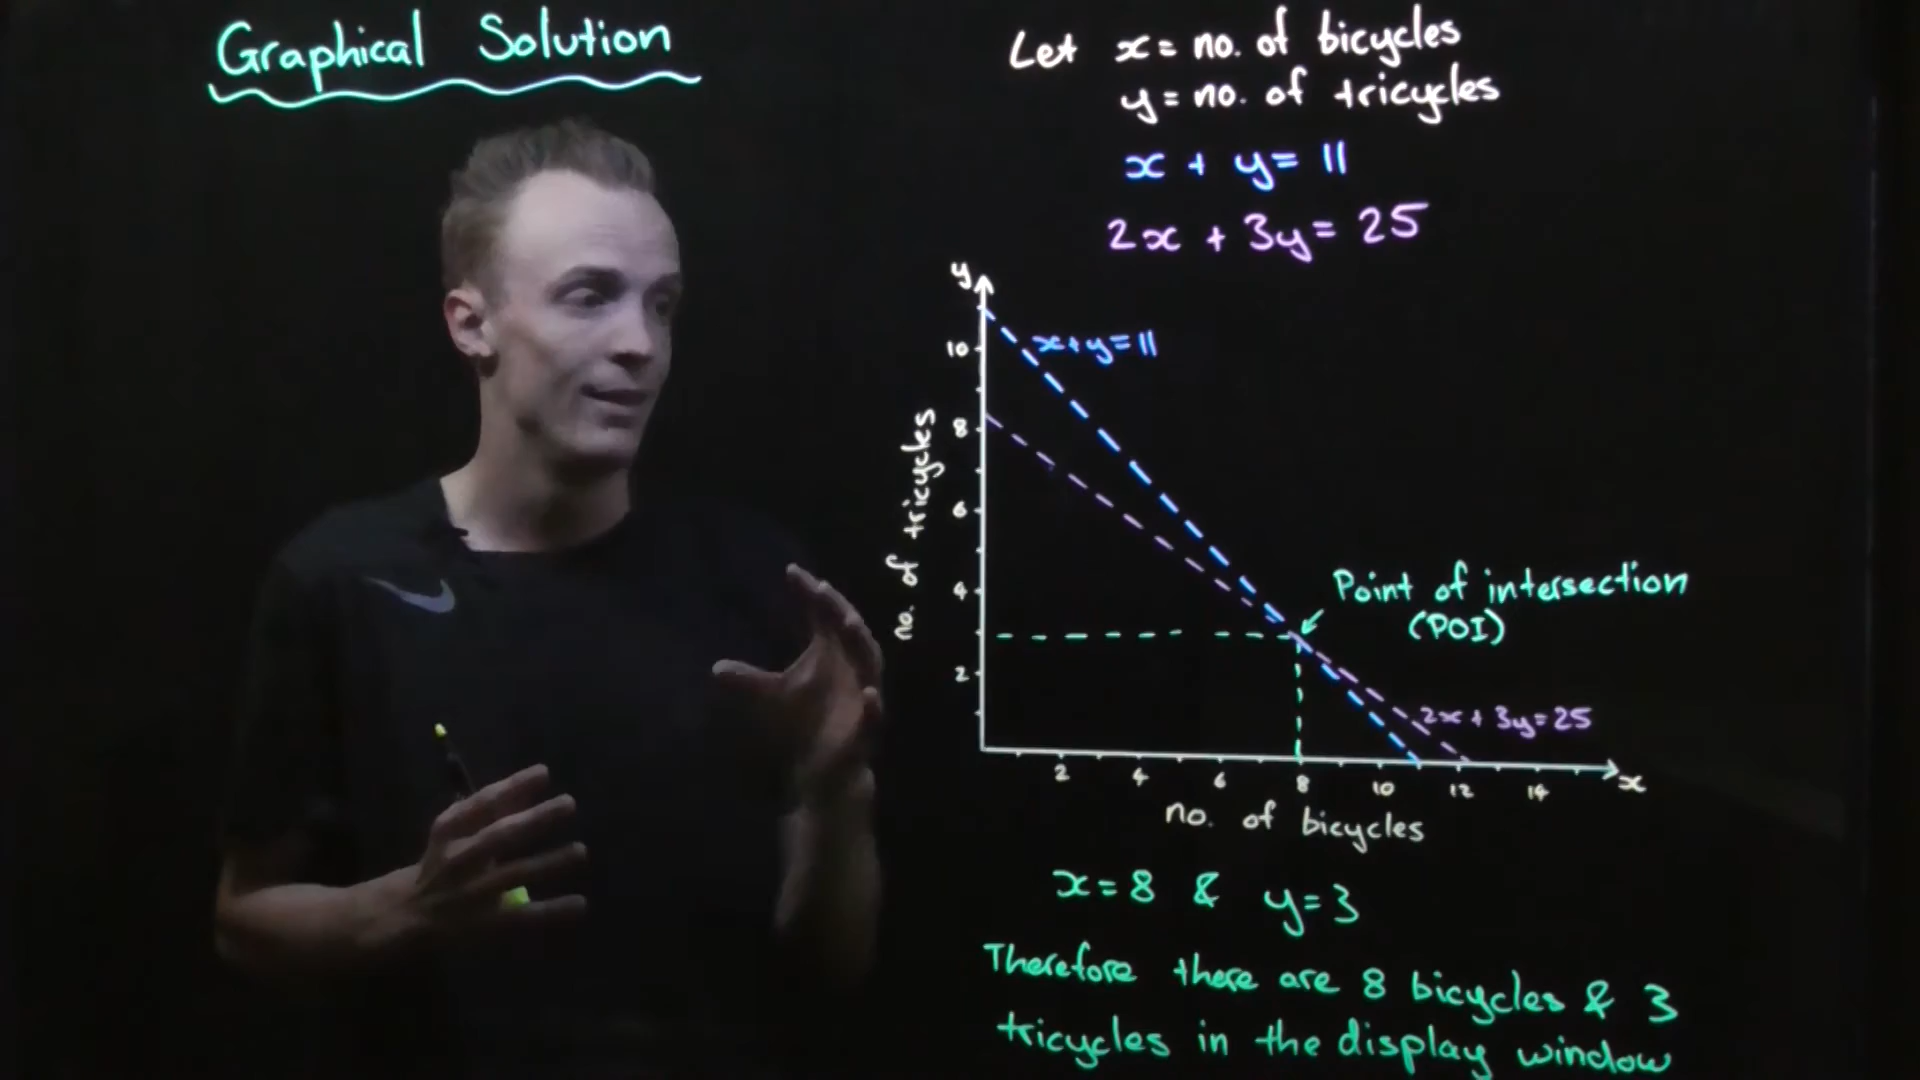 Graphical Solution
Let x = no. of bicycles
y = no. of tricycles
x + y = 11
2x + 3y = 25
y
x+y=11
10
8
6
4
2
no. of tricycles
Point of intersection
(POI)
2x + 3y=25
2 4 6 8 10 12 14
x
no. of bicycles
x=8 & y=3
Therefore there are 8 bicycles & 3
tricycles in the display window